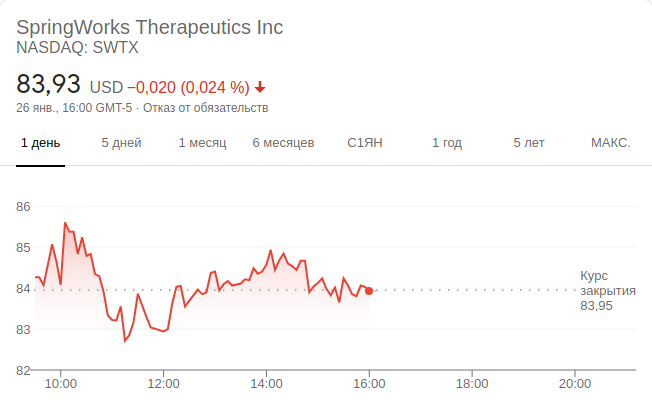 SpringWorks Therapeutics Inc
NASDAQ: SWTX
83,93 USD −0,020 (0,024 %)
26 янв., 16:00 GMT-5 · Отказ от обязательств
1 день 5 дней 1 месяц 6 месяцев С1ЯН 1 год 5 лет МАКС.
86
85
84
83
82
Курс
закрытия
83,95
10:00 12:00 14:00 16:00 18:00 20:00